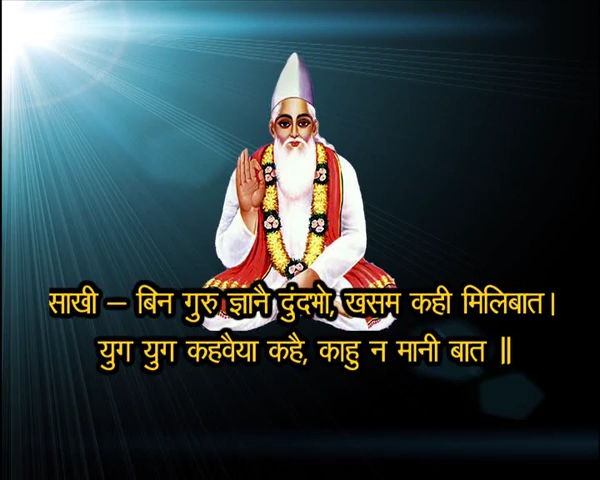 साखी – बिन गुरु ज्ञानै दुंदभो, खसम कही मिलिबात।
युग युग कहवैया कहै, काहु न मानी बात ॥